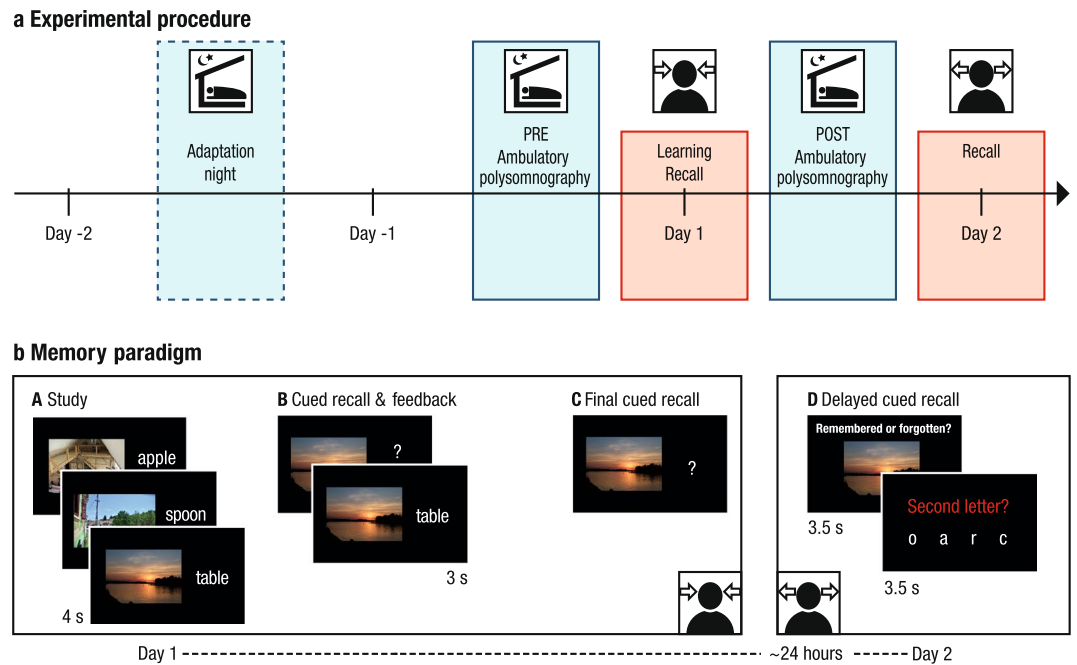 a Experimental procedure
Adaptation
night
PRE
Ambulatory
polysomnography
Learning
Recall
POST
Ambulatory
polysomnography
Recall
Day -2
Day -1
Day 1
Day 2
b Memory paradigm
A Study
apple
spoon
table
4 s
B Cued recall & feedback
?
table
3 s
C Final cued recall
?
D Delayed cued recall
Remembered or forgotten?
3.5 s
Second letter?
o a r c
3.5 s
Day 1
~24 hours
Day 2